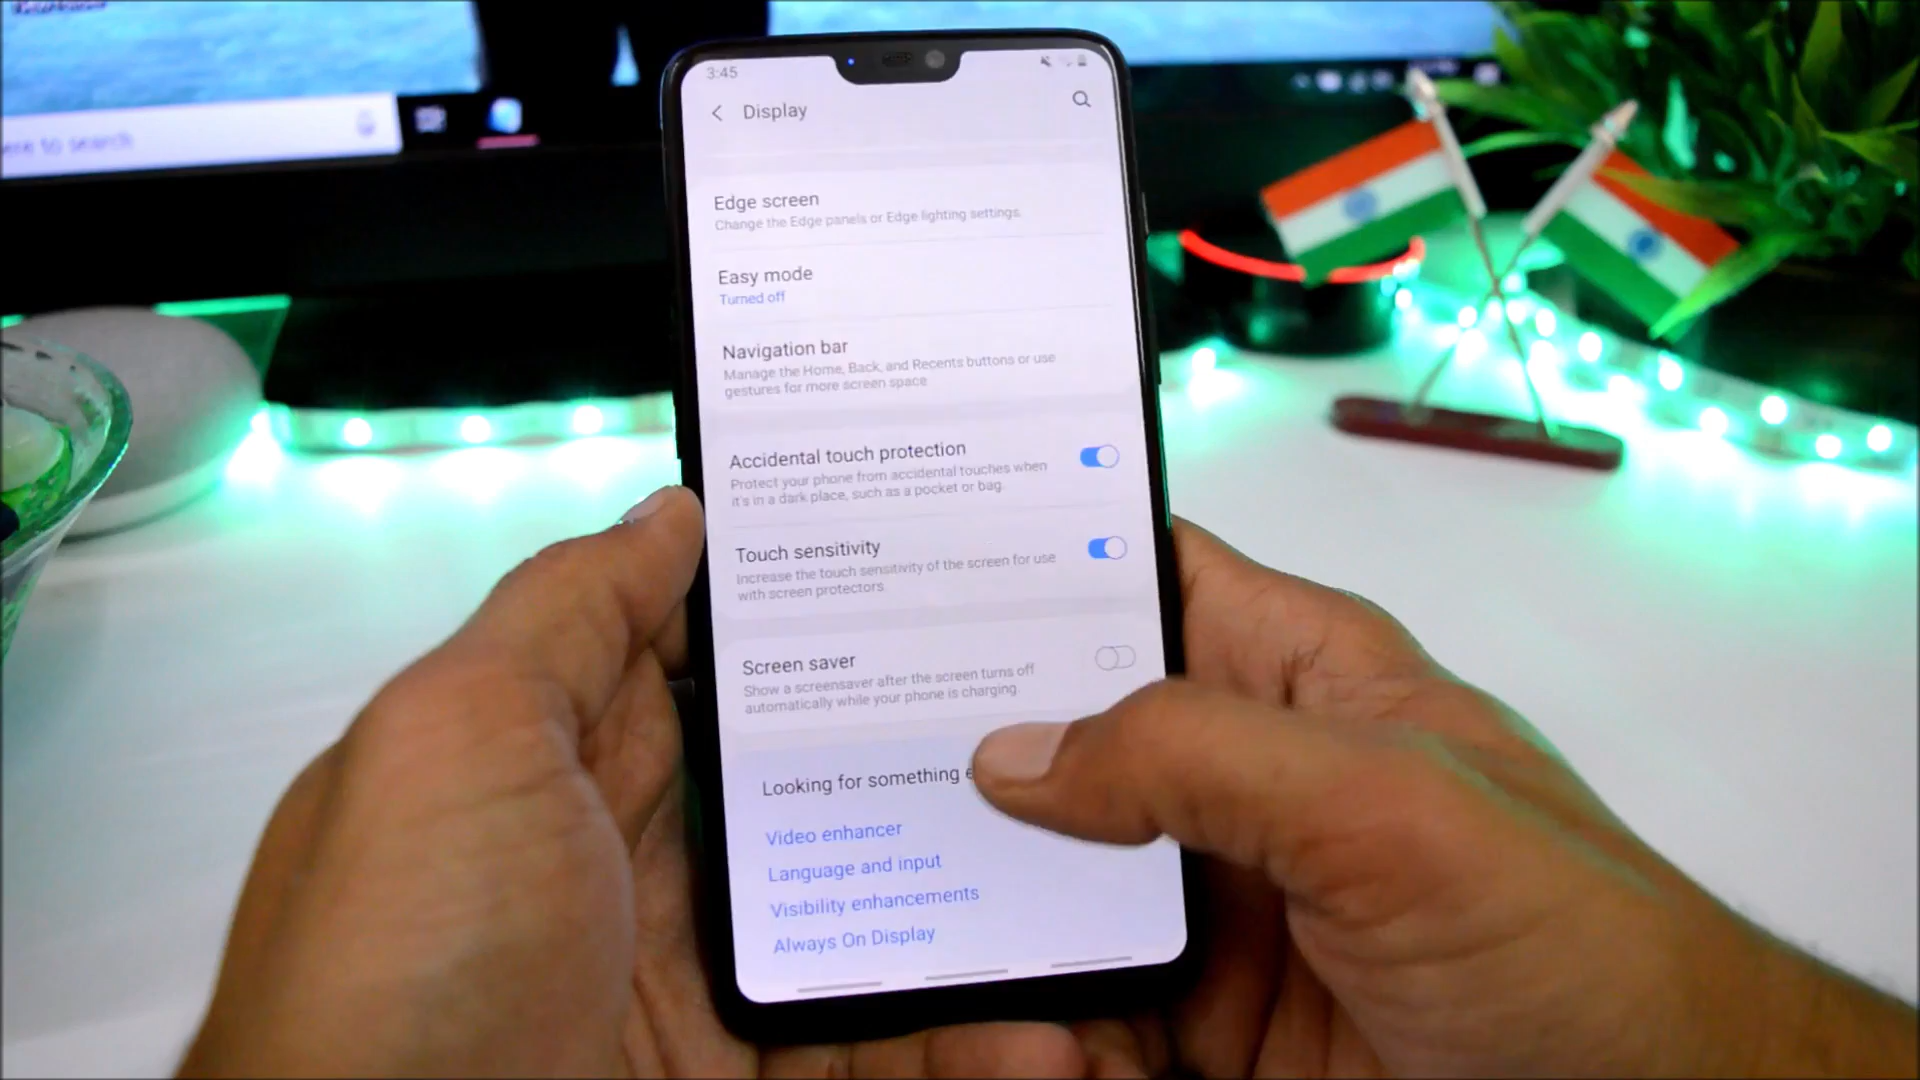 ere to search
3:45
Display
Edge screen
Change the Edge panels or Edge lighting settings.
Easy mode
Turned off
Navigation bar
Manage the Home, Back, and Recents buttons or use
gestures for more screen space
Accidental touch protection
Protect your phone from accidental touches when
it's in a dark place, such as a pocket or bag.
Touch sensitivity
Increase the touch sensitivity of the screen for use
with screen protectors.
Screen saver
Show a screensaver after the screen turns off
automatically while your phone is charging.
Looking for something e
Video enhancer
Language and input
Visibility enhancements
Always On Display